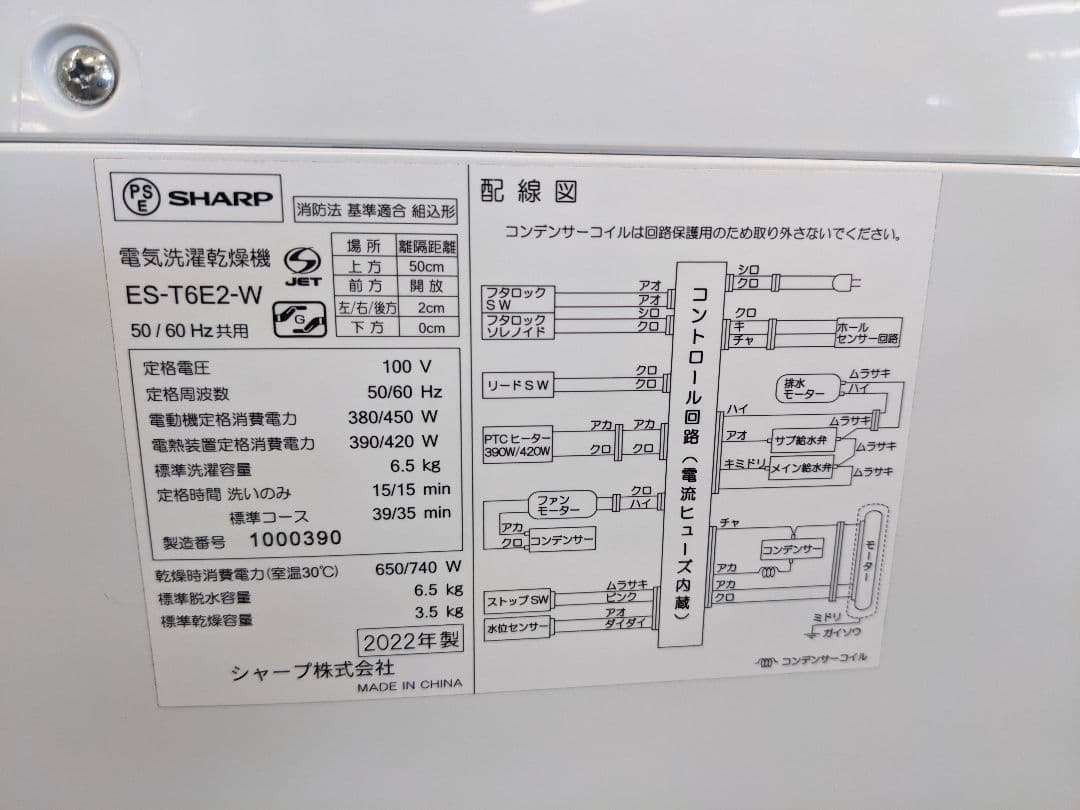 PSE SHARP
消防法 基準適合 組込形
電気洗濯乾燥機
JET
ES-T6E2-W
G
50/60 Hz共用
場所 離隔距離
上方 50cm
前方 開放
左/右/後方 2cm
下方 0cm
定格電圧 100 V
定格周波数 50/60 Hz
電動機定格消費電力 380/450 W
電熱装置定格消費電力 390/420 W
標準洗濯容量 6.5 kg
定格時間 洗いのみ 15/15 min
標準コース 39/35 min
製造番号 1000390
乾燥時消費電力(室温30℃) 650/740 W
標準脱水容量 6.5 kg
標準乾燥容量 3.5 kg
2022年製
シャープ株式会社
MADE IN CHINA
配線図
コンデンサーコイルは回路保護用のため取り外さないでください。
フタロック
SW
アオ
アオ
フタロック
ソレノイド
シロ
クロ
リードSW
クロ
クロ
PTCヒーター
390W/420W
アカ アカ
クロ クロ
ファン
モーター
クロ
ハイ
アカ
クロ
コンデンサー
ストップSW
ムラサキ
ピンク
水位センサー
アオ
ダイダイ
コントロール回路(電流ヒューズ内蔵)
シロ
クロ
クロ
キ
チャ
ホール
センサー回路
排水
モーター
ムラサキ
ハイ
ハイ
ムラサキ
アオ
サブ給水弁
ムラサキ
キミドリ
メイン給水弁
ムラサキ
チャ
コンデンサー
アカ
アカ
クロ
モーター
ミドリ
ガイソウ
コンデンサーコイル